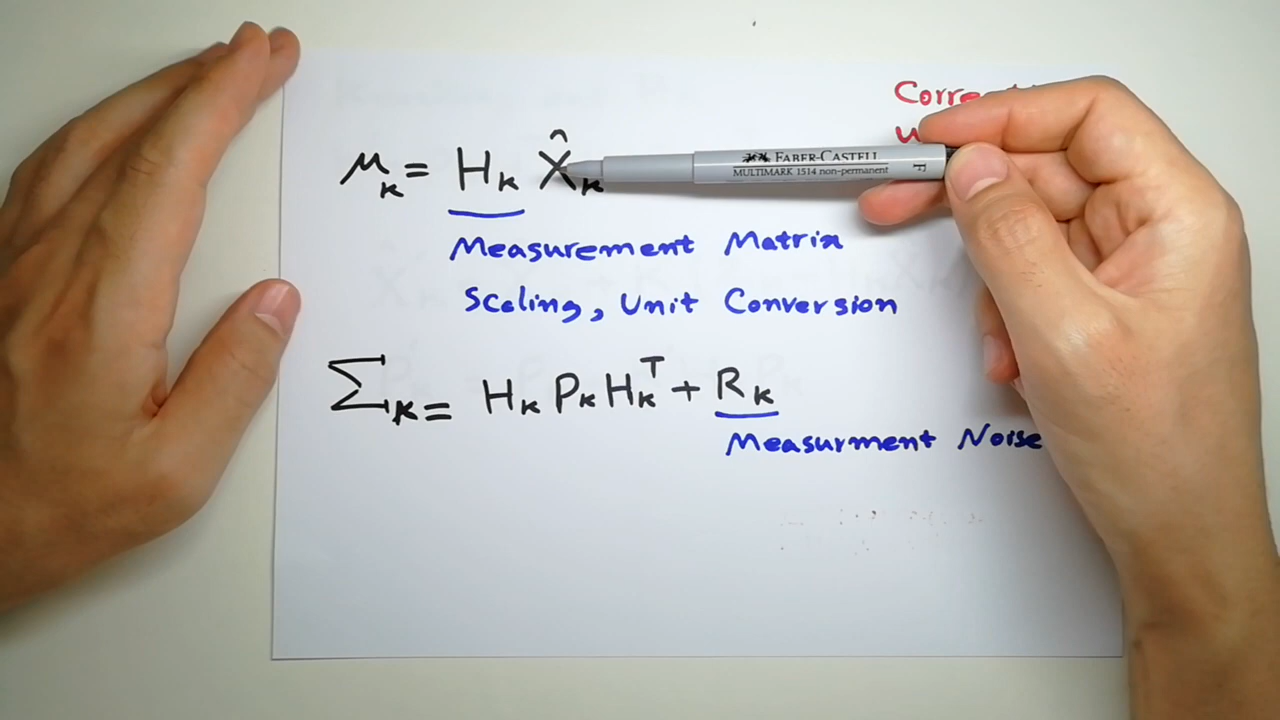 μₖ = Hₖ X̂ₖ
Measurement Matrix
Scaling, Unit Conversion
Σₖ = Hₖ Pₖ Hₖᵀ + Rₖ
Measurment Noise
FABER-CASTELL
MULTIMARK 1514 non-permanent
F